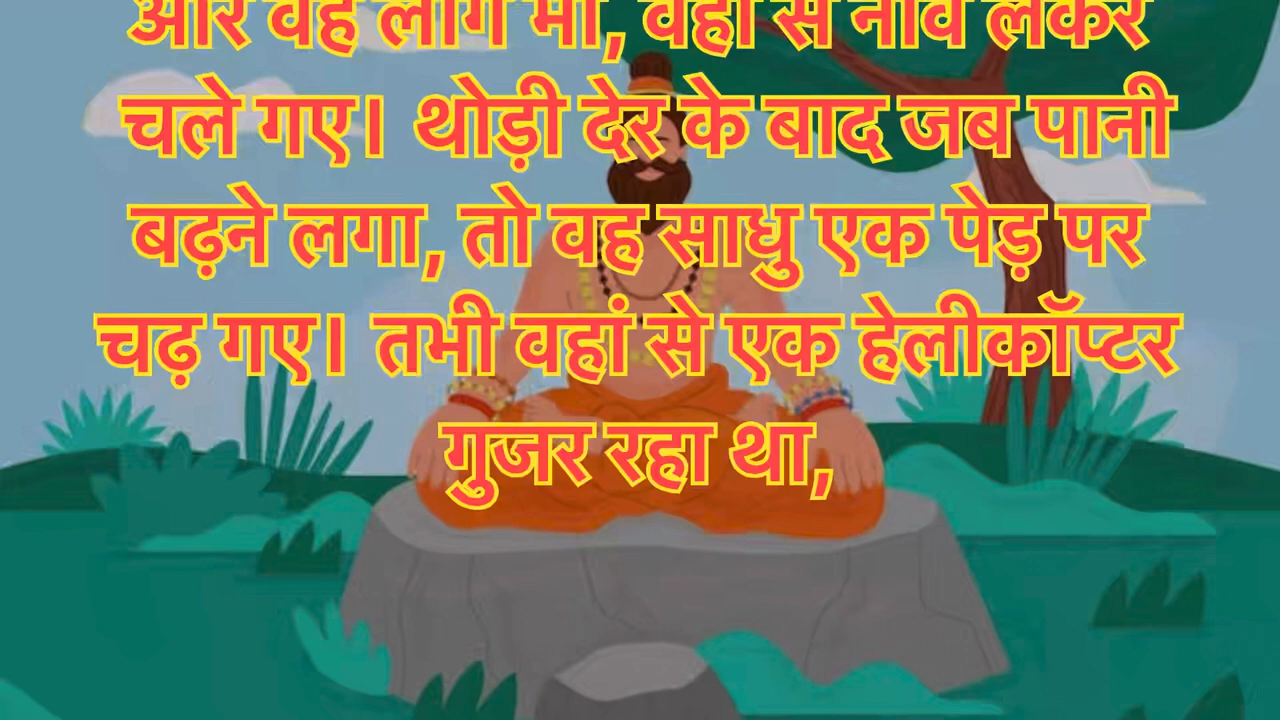 और वह लोग भी, वहां से नाव लेकर
चले गए। थोड़ी देर के बाद जब पानी
बढ़ने लगा, तो वह साधु एक पेड़ पर
चढ़ गए। तभी वहां से एक हेलीकॉप्टर
गुजर रहा था,